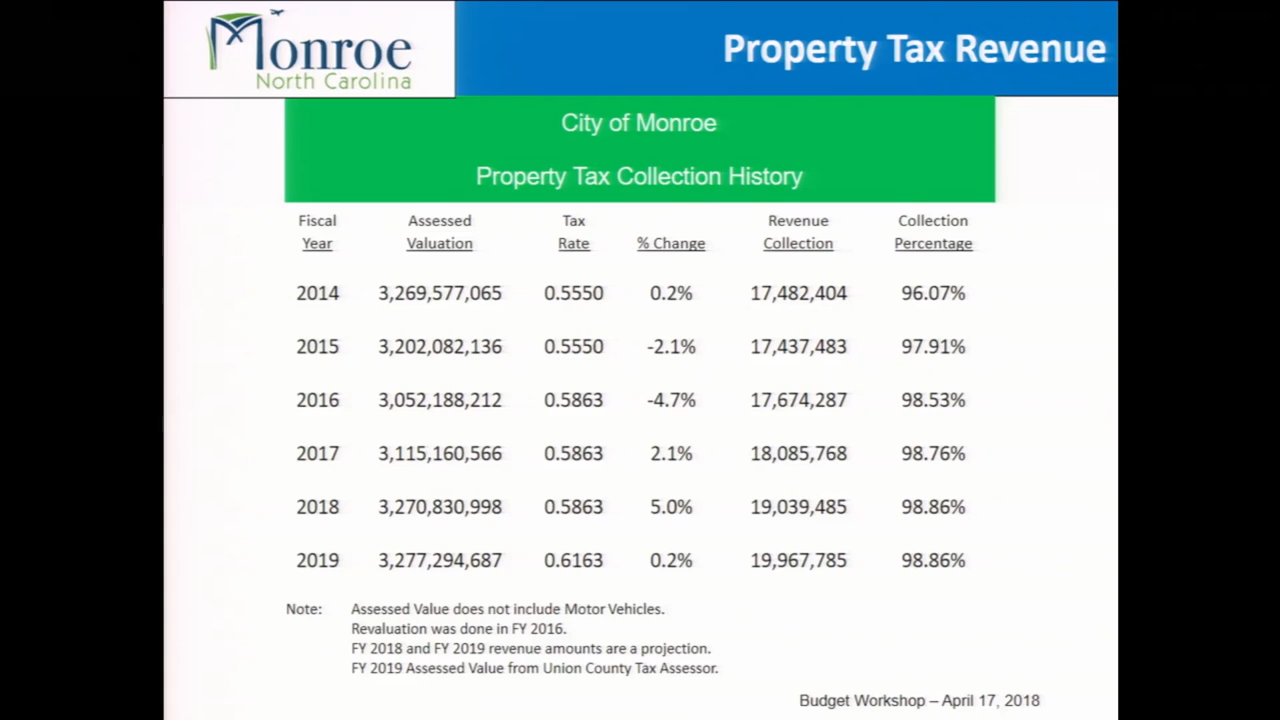 Monroe
North Carolina
Property Tax Revenue
City of Monroe
Property Tax Collection History
Fiscal Year Assessed Valuation Tax Rate % Change Revenue Collection Collection Percentage
2014 3,269,577,065 0.5550 0.2% 17,482,404 96.07%
2015 3,202,082,136 0.5550 -2.1% 17,437,483 97.91%
2016 3,052,188,212 0.5863 -4.7% 17,674,287 98.53%
2017 3,115,160,566 0.5863 2.1% 18,085,768 98.76%
2018 3,270,830,998 0.5863 5.0% 19,039,485 98.86%
2019 3,277,294,687 0.6163 0.2% 19,967,785 98.86%
Note: Assessed Value does not include Motor Vehicles.
Revaluation was done in FY 2016.
FY 2018 and FY 2019 revenue amounts are a projection.
FY 2019 Assessed Value from Union County Tax Assessor.
Budget Workshop – April 17, 2018